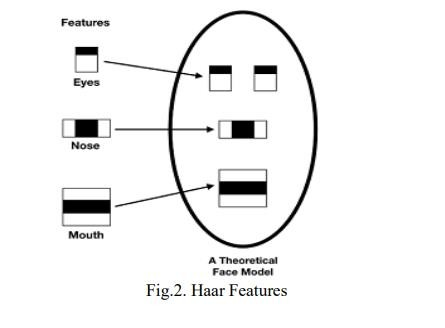 Features
Eyes
Nose
Mouth
A Theoretical
Face Model
Fig.2. Haar Features